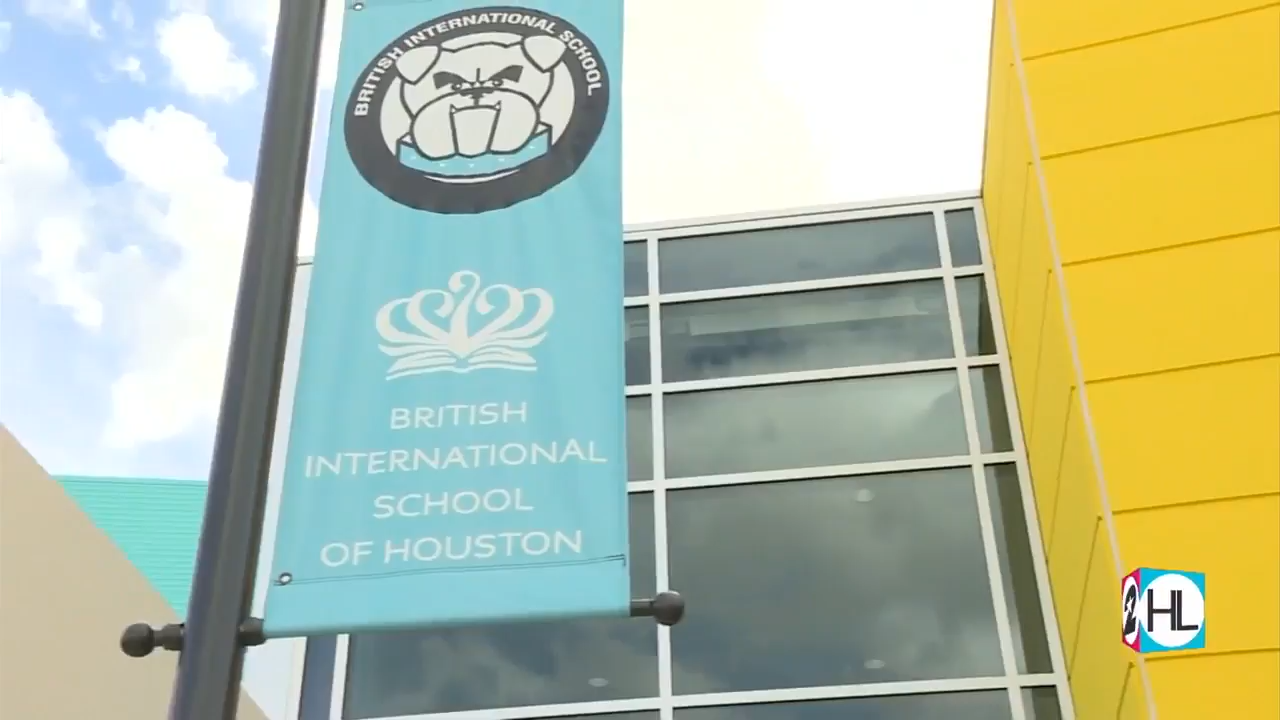 BRITISH INTERNATIONAL SCHOOL
BRITISH
INTERNATIONAL
SCHOOL
OF HOUSTON
HL